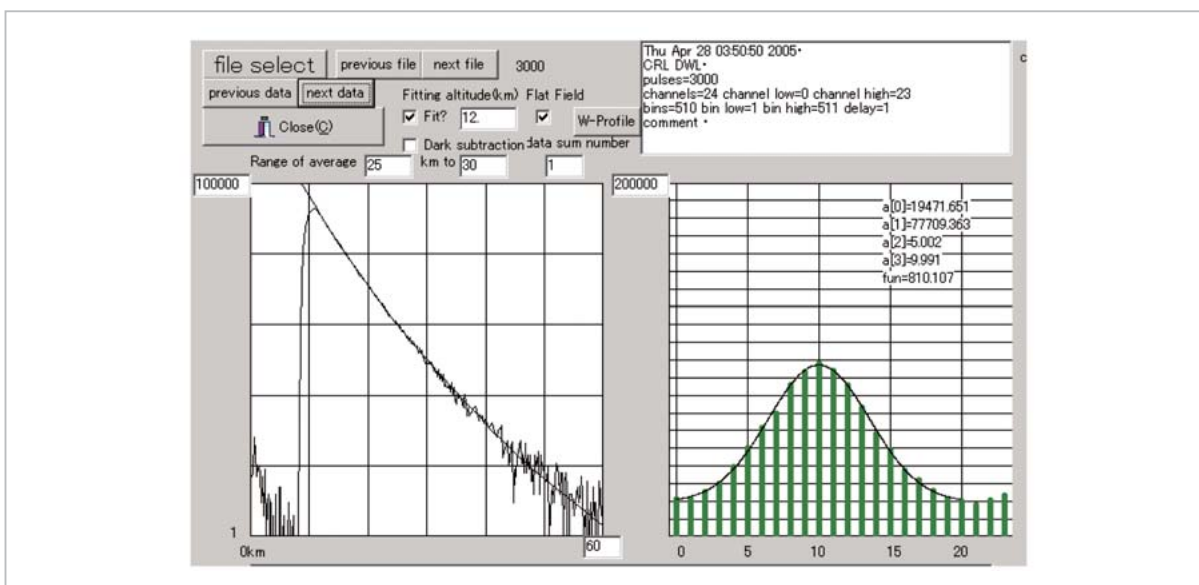 file select
previous file
next file
3000
previous data
next data
Fitting altitude(km)
Flat Field
Fit?
12.
W-Profile
Close(C)
Dark subtraction
data sum number
Range of average
25
km to
30
1
Thu Apr 28 03:50:50 2005・
CRL DWL・
pulses=3000
channels=24 channel low=0 channel high=23
bins=510 bin low=1 bin high=511 delay=1
comment ・
c
100000
1
0km
60
200000
a[0]=19471.651
a[1]=77709.363
a[2]=5.002
a[3]=9.991
fun=810.107
0 5 10 15 20